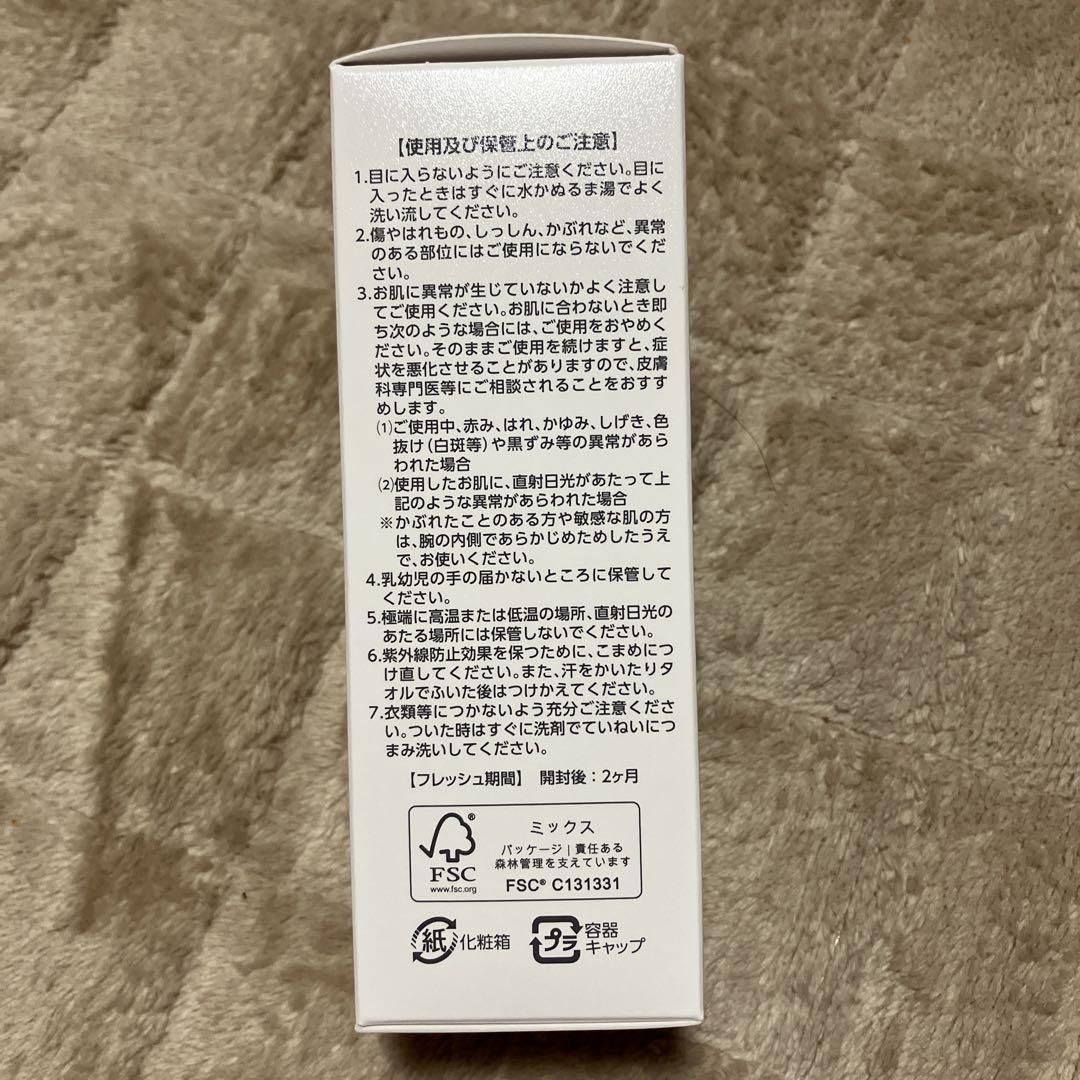 【使用及び保管上のご注意】
1.目に入らないようにご注意ください。目に
入ったときはすぐに水かぬるま湯でよく
洗い流してください。
2.傷やはれもの、しっしん、かぶれなど、異常
のある部位にはご使用にならないでくだ
さい。
3.お肌に異常が生じていないかよく注意し
てご使用ください。お肌に合わないとき即
ち次のような場合には、ご使用をおやめく
ださい。そのままご使用を続けますと、症
状を悪化させることがありますので、皮膚
科専門医等にご相談されることをおすす
めします。
(1)ご使用中、赤み、はれ、かゆみ、しげき、色
抜け(白斑等)や黒ずみ等の異常があら
われた場合
(2)使用したお肌に、直射日光があたって上
記のような異常があらわれた場合
※かぶれたことのある方や敏感な肌の方
は、腕の内側であらかじめためしたうえ
で、お使いください。
4.乳幼児の手の届かないところに保管して
ください。
5.極端に高温または低温の場所、直射日光の
あたる場所には保管しないでください。
6.紫外線防止効果を保つために、こまめにつ
け直してください。また、汗をかいたりタ
オルでふいた後はつけかえてください。
7.衣類等につかないよう充分ご注意くださ
い。ついた時はすぐに洗剤でていねいにつ
まみ洗いしてください。
【フレッシュ期間】 開封後:2ヶ月
FSC®
www.fsc.org
ミックス
パッケージ|責任ある
森林管理を支えています
FSC® C131331
紙 化粧箱
プラ 容器
キャップ